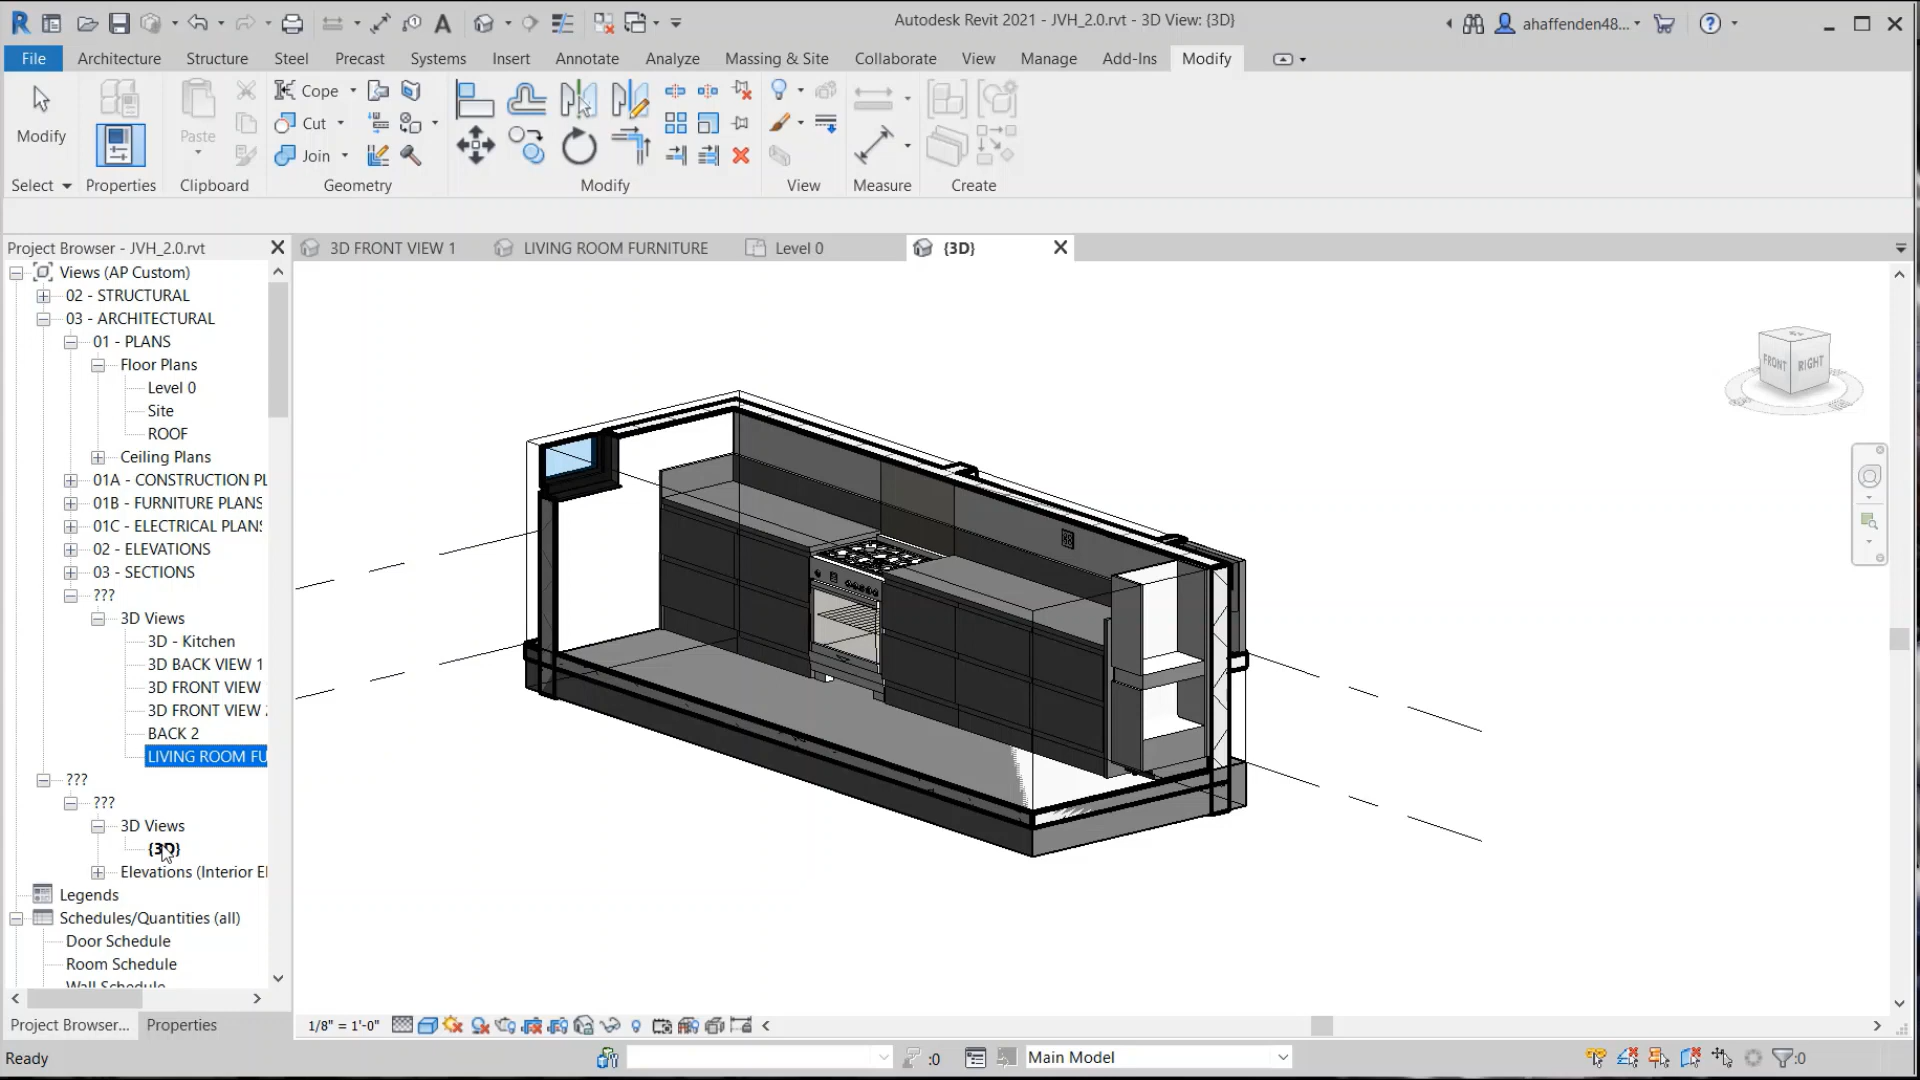 Autodesk Revit 2021 - JVH_2.0.rvt - 3D View: {3D}
ahaffenden48...
File Architecture Structure Steel Precast Systems Insert Annotate Analyze Massing & Site Collaborate View Manage Add-Ins Modify
Modify
Paste
Cope
Cut
Join
Select Properties Clipboard Geometry Modify View Measure Create
Project Browser - JVH_2.0.rvt
3D FRONT VIEW 1
LIVING ROOM FURNITURE
Level 0
{3D}
Views (AP Custom)
02 - STRUCTURAL
03 - ARCHITECTURAL
01 - PLANS
Floor Plans
Level 0
Site
ROOF
Ceiling Plans
01A - CONSTRUCTION PL
01B - FURNITURE PLANS
01C - ELECTRICAL PLANS
02 - ELEVATIONS
03 - SECTIONS
???
3D Views
3D - Kitchen
3D BACK VIEW 1
3D FRONT VIEW
3D FRONT VIEW
BACK 2
LIVING ROOM FU
???
???
3D Views
{3D}
Elevations (Interior El
Legends
Schedules/Quantities (all)
Door Schedule
Room Schedule
Wall Schedule
FRONT
RIGHT
Project Browser...
Properties
1/8" = 1'-0"
Ready
:0
Main Model
:0